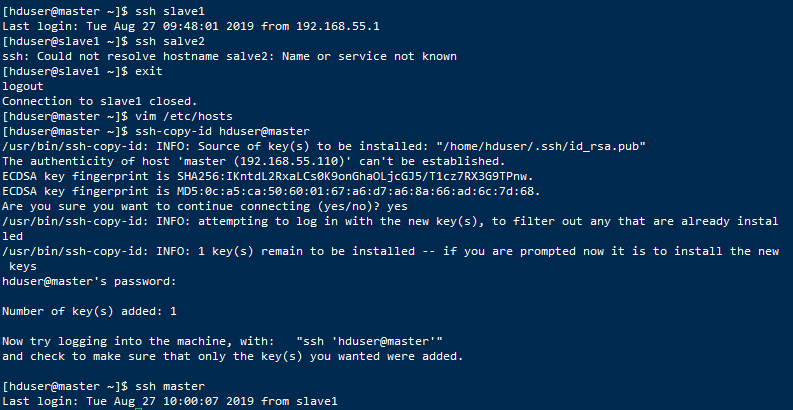 [hduser@master ~]$ ssh slave1
Last login: Tue Aug 27 09:48:01 2019 from 192.168.55.1
[hduser@slave1 ~]$ ssh salve2
ssh: Could not resolve hostname salve2: Name or service not known
[hduser@slave1 ~]$ exit
logout
Connection to slave1 closed.
[hduser@master ~]$ vim /etc/hosts
[hduser@master ~]$ ssh-copy-id hduser@master
/usr/bin/ssh-copy-id: INFO: Source of key(s) to be installed: "/home/hduser/.ssh/id_rsa.pub"
The authenticity of host 'master (192.168.55.110)' can't be established.
ECDSA key fingerprint is SHA256:IKntdL2RxaLCs0K9onGhaOLjcGJ5/T1cz7RX3G9TPnw.
ECDSA key fingerprint is MD5:0c:a5:ca:50:60:01:67:a6:d7:a6:8a:66:ad:6c:7d:68.
Are you sure you want to continue connecting (yes/no)? yes
/usr/bin/ssh-copy-id: INFO: attempting to log in with the new key(s), to filter out any that are already instal
led
/usr/bin/ssh-copy-id: INFO: 1 key(s) remain to be installed -- if you are prompted now it is to install the new
 keys
hduser@master's password:
Number of key(s) added: 1
Now try logging into the machine, with:   "ssh 'hduser@master'"
and check to make sure that only the key(s) you wanted were added.
[hduser@master ~]$ ssh master
Last login: Tue Aug 27 10:00:07 2019 from slave1